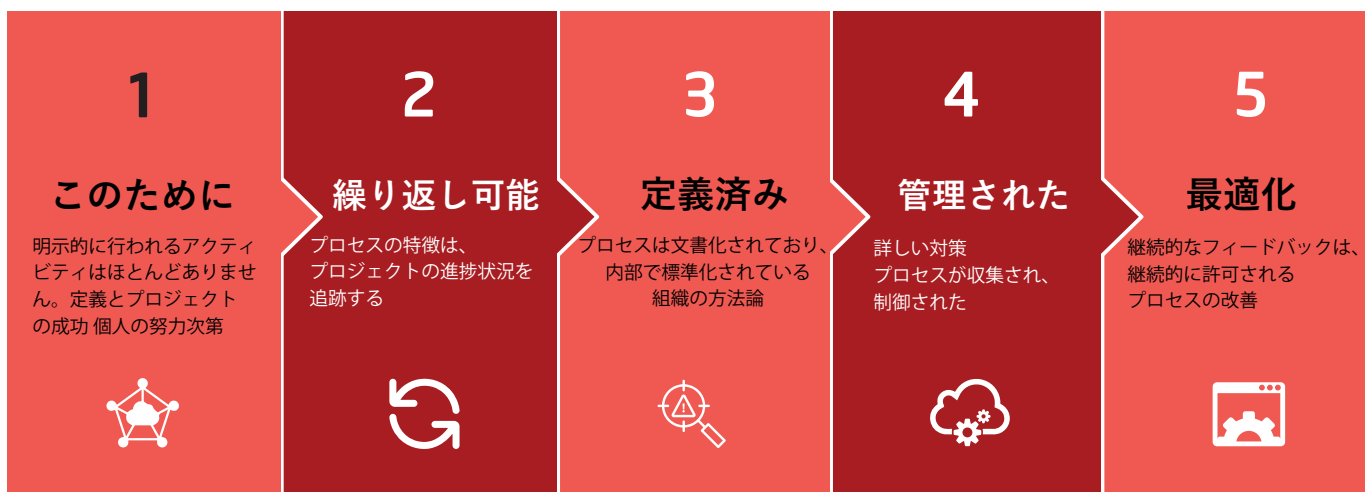 1
このために
明示的に行われるアクティ
ビティはほとんどありませ
ん。定義とプロジェクト
の成功 個人の努力次第
2
繰り返し可能
プロセスの特徴は、
プロジェクトの進捗状況を
追跡する
3
定義済み
プロセスは文書化されており、
内部で標準化されている
組織の方法論
4
管理された
詳しい対策
プロセスが収集され、
制御された
5
最適化
継続的なフィードバックは、
継続的に許可される
プロセスの改善